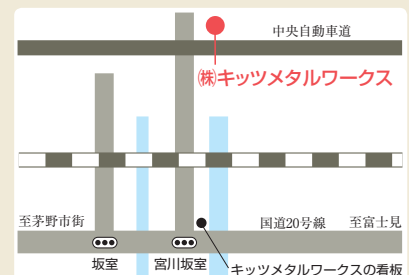 中央自動車道
㈱キッツメタルワークス
至茅野市街
国道20号線
至富士見
坂室
宮川坂室
キッツメタルワークスの看板